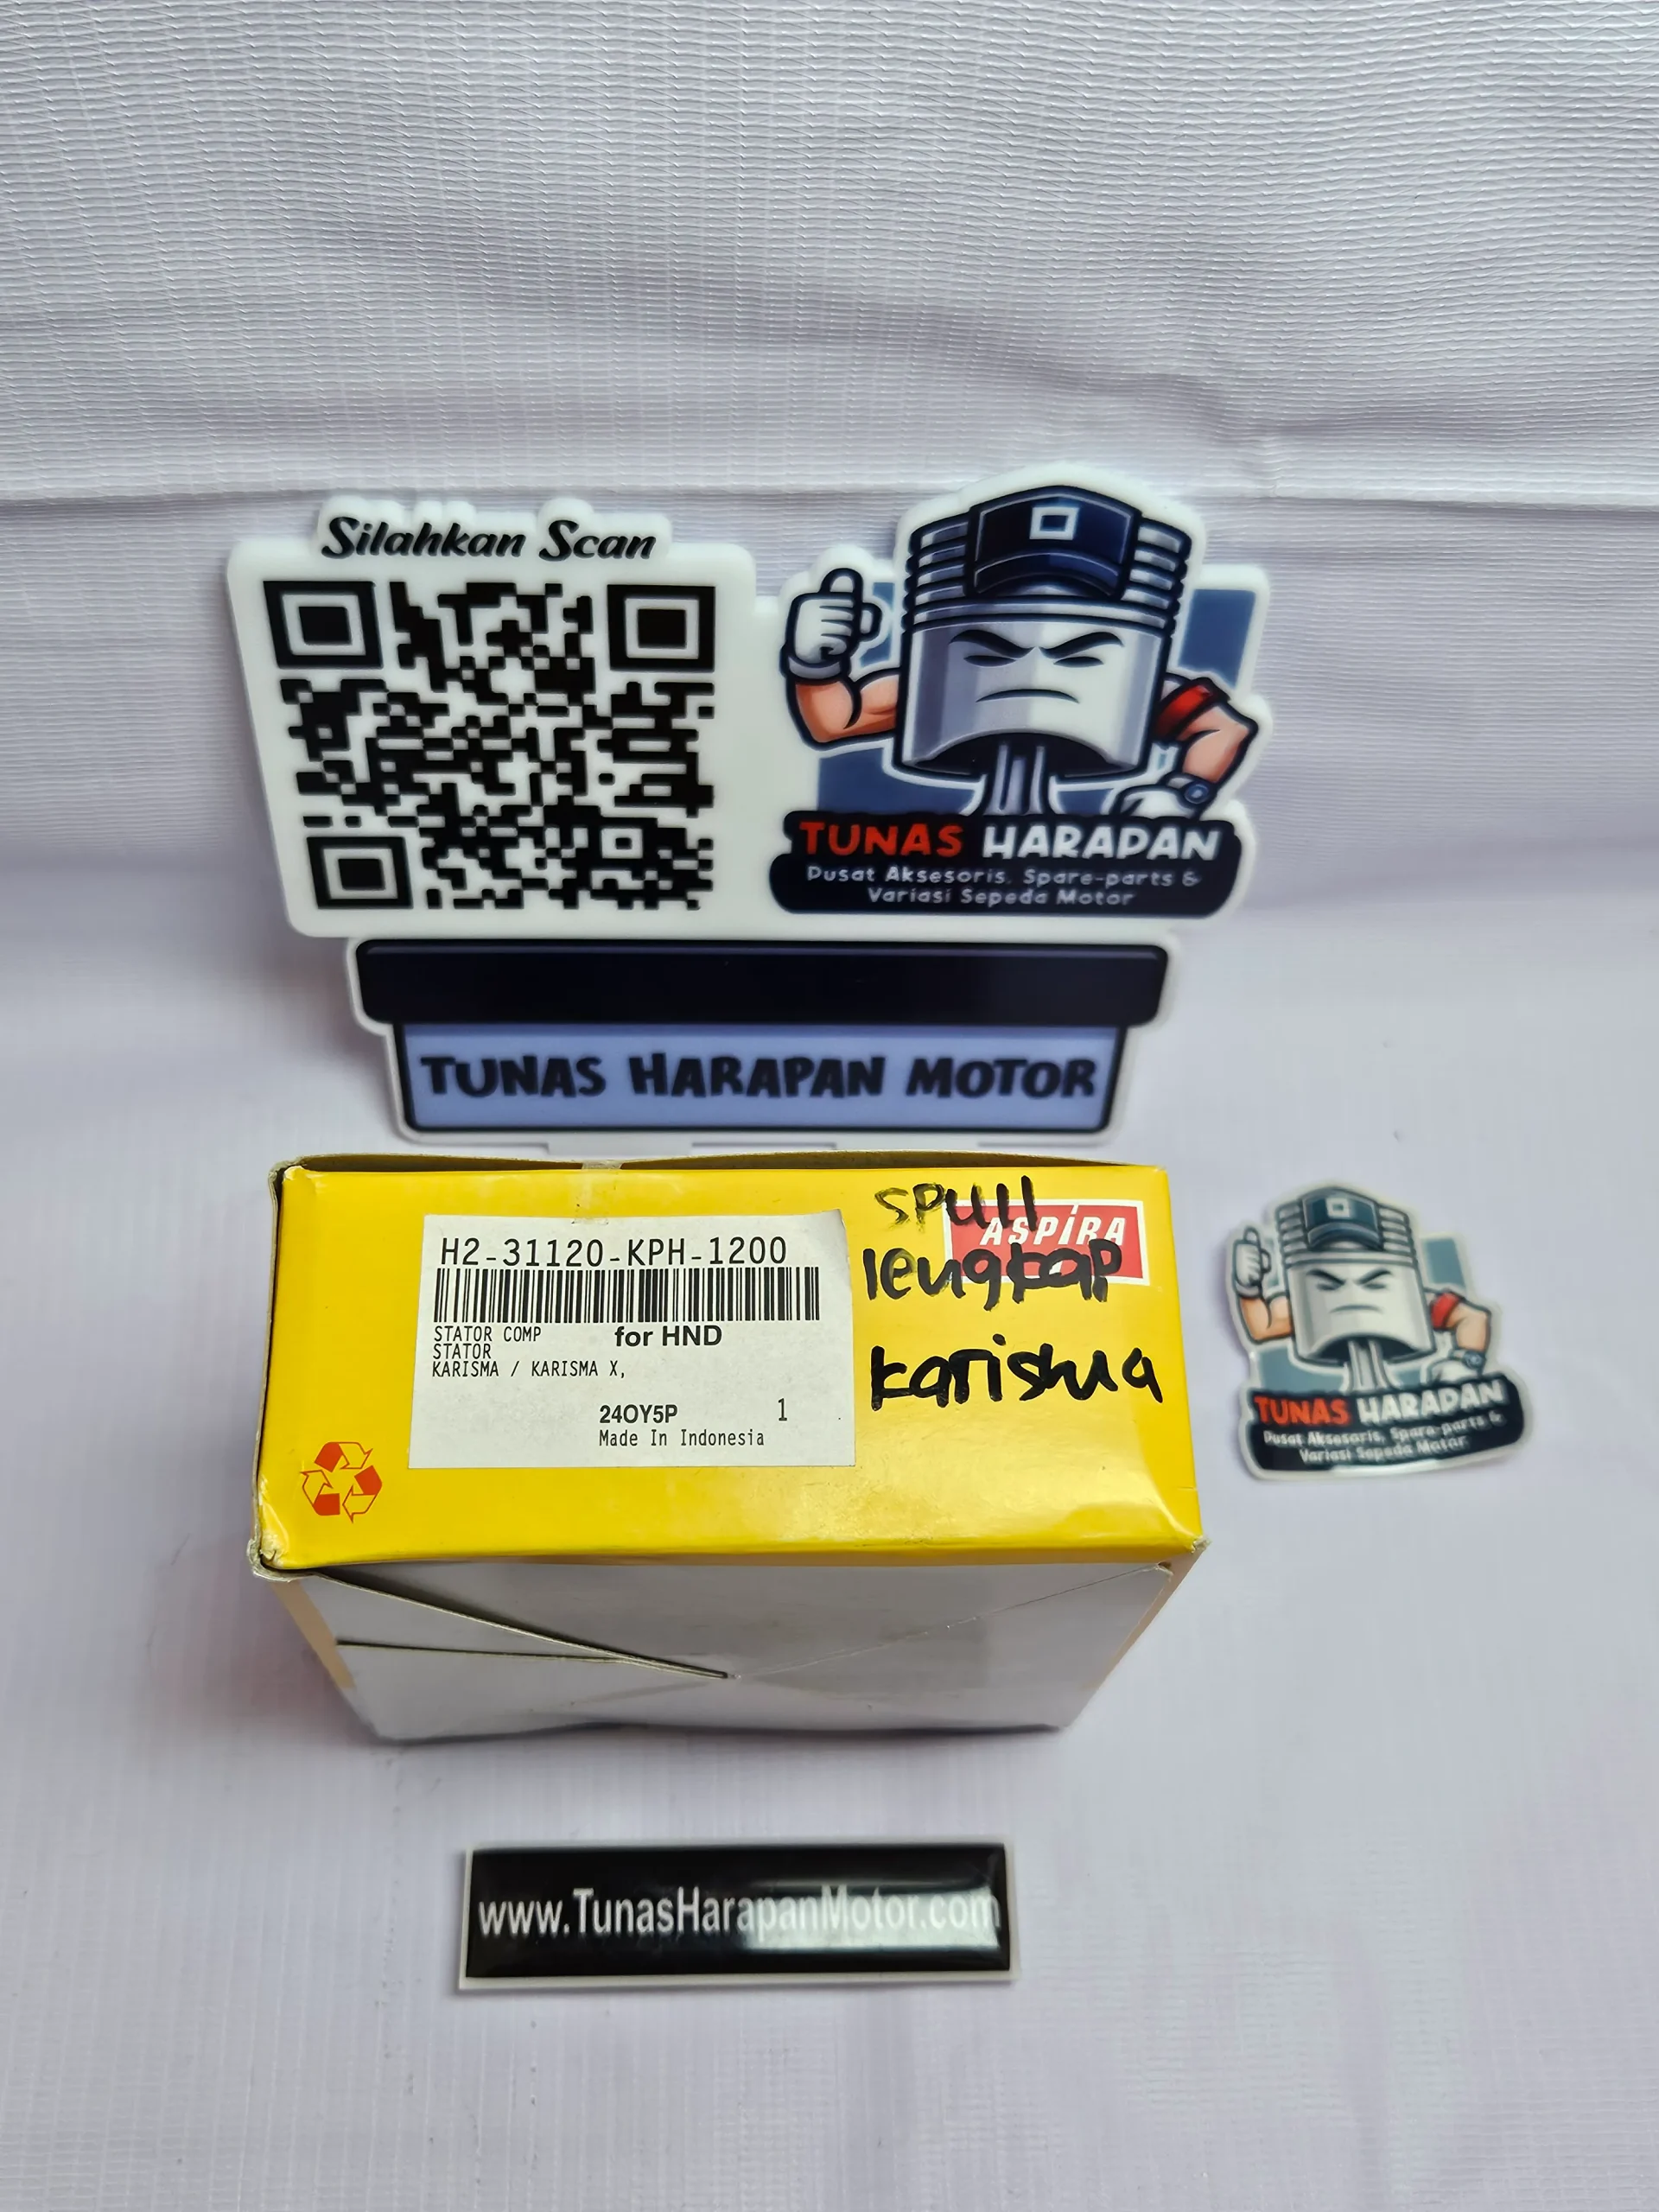 Silahkan Scan
TUNAS HARAPAN
Pusat Aksesoris, Spare-parts &
Variasi Sepeda Motor
TUNAS HARAPAN MOTOR
H2-31120-KPH-1200
STATOR COMP for HND
STATOR
KARISMA / KARISMA X,
24OY5P 1
Made In Indonesia
ASPIRA
spull
lengkap
karisma
TUNAS HARAPAN
Pusat Aksesoris, Spare-parts &
Variasi Sepeda Motor
www.TunasHarapanMotor.com